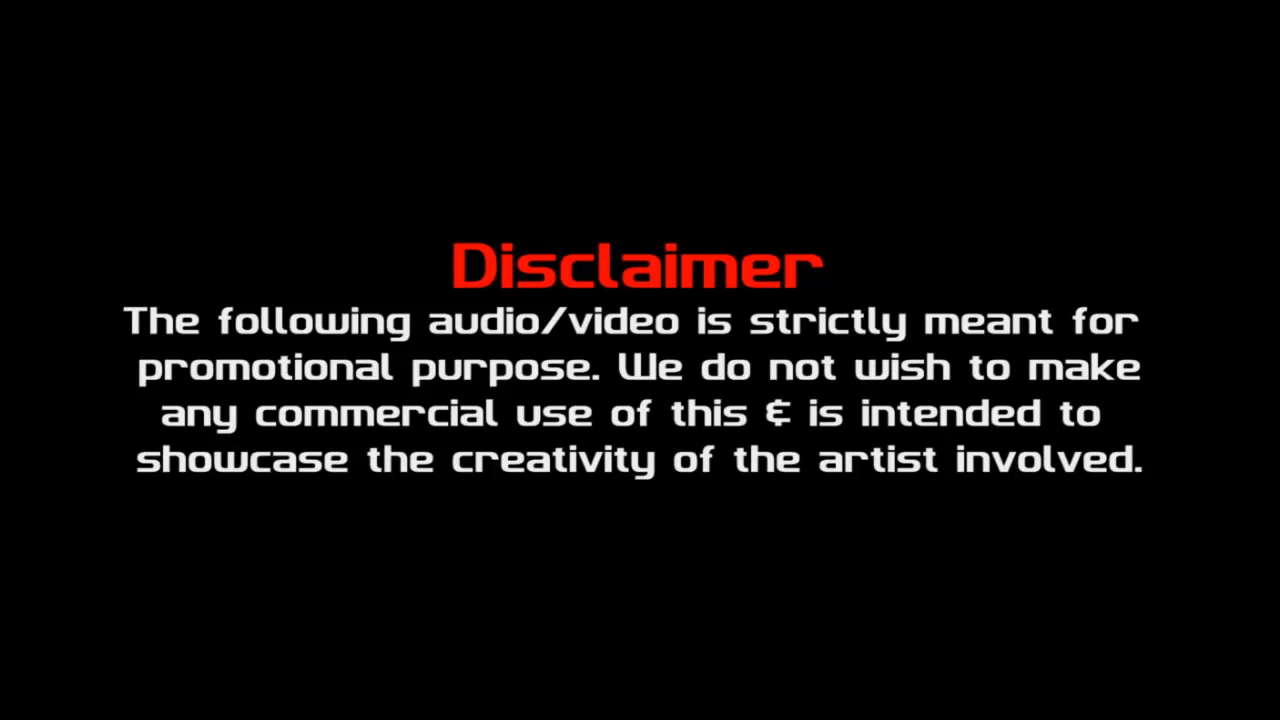 Disclaimer
The following audio/video is strictly meant for
promotional purpose. We do not wish to make
any commercial use of this & is intended to
showcase the creativity of the artist involved.